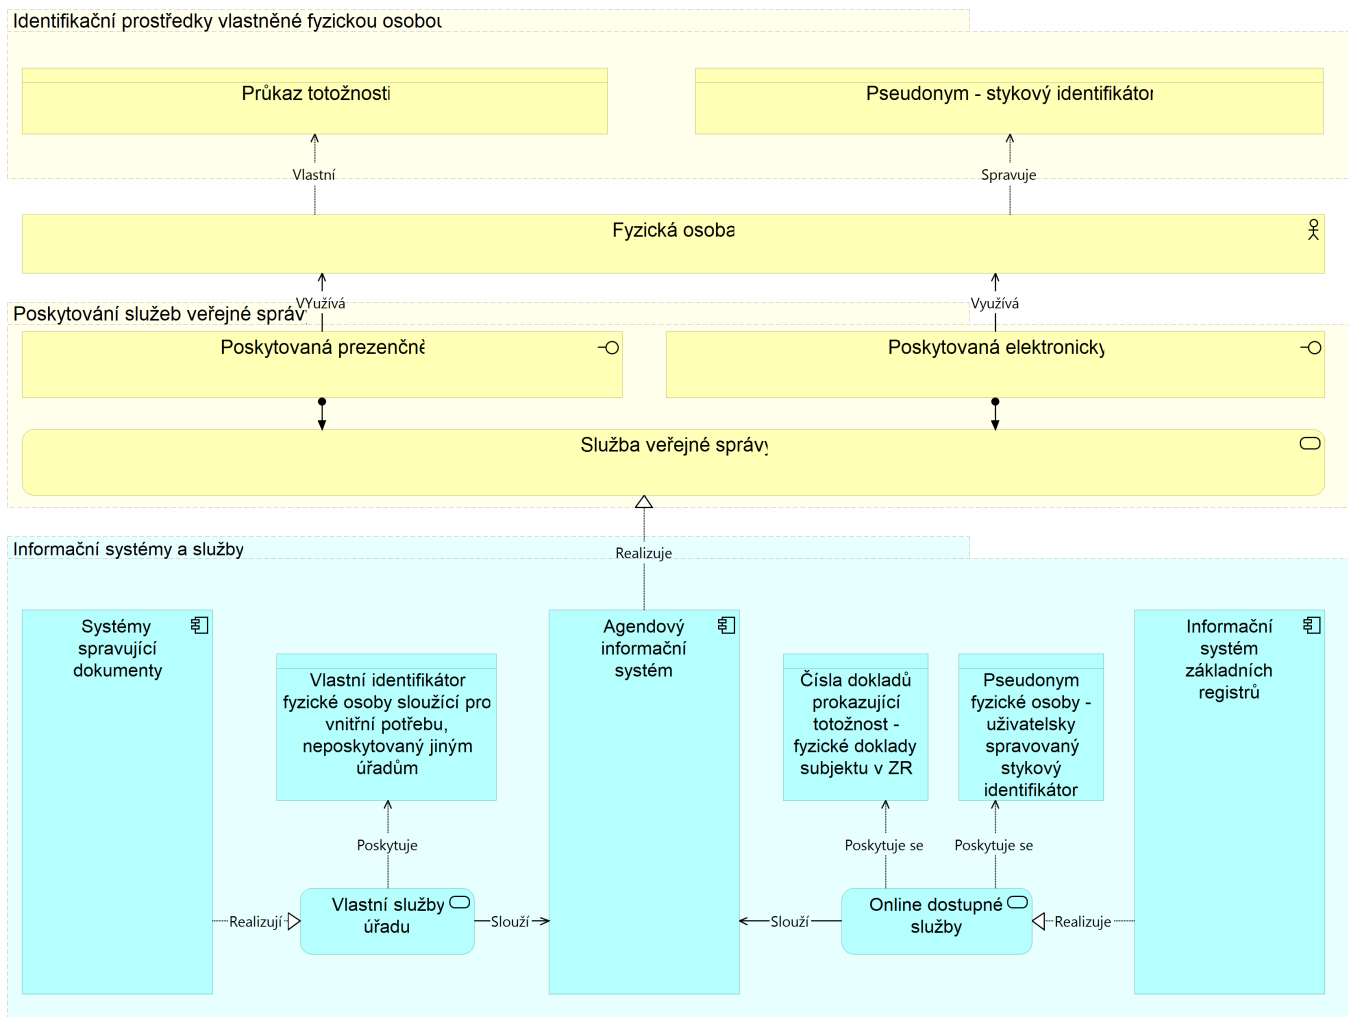 Identifikační prostředky vlastněné fyzickou osobou
Průkaz totožnosti
Pseudonym - stykový identifikátor
Vlastní
Spravuje
Fyzická osoba
VYužívá
Využívá
Poskytování služeb veřejné správ
Poskytovaná prezenčně
Poskytovaná elektronicky
Služba veřejné správy
Realizuje
Informační systémy a služby
Systémy
spravující
dokumenty
Vlastní identifikátor
fyzické osoby sloužící pro
vnitřní potřebu,
neposkytovaný jiným
úřadům
Agendový
informační
systém
Čísla dokladů
prokazující
totožnost -
fyzické doklady
subjektu v ZR
Pseudonym
fyzické osoby -
uživatelsky
spravovaný
stykový
identifikátor
Informační
systém
základních
registrů
Poskytuje
Poskytuje se
Poskytuje se
Realizují
Vlastní služby
úřadu
Slouží
Slouží
Online dostupné
služby
Realizuje